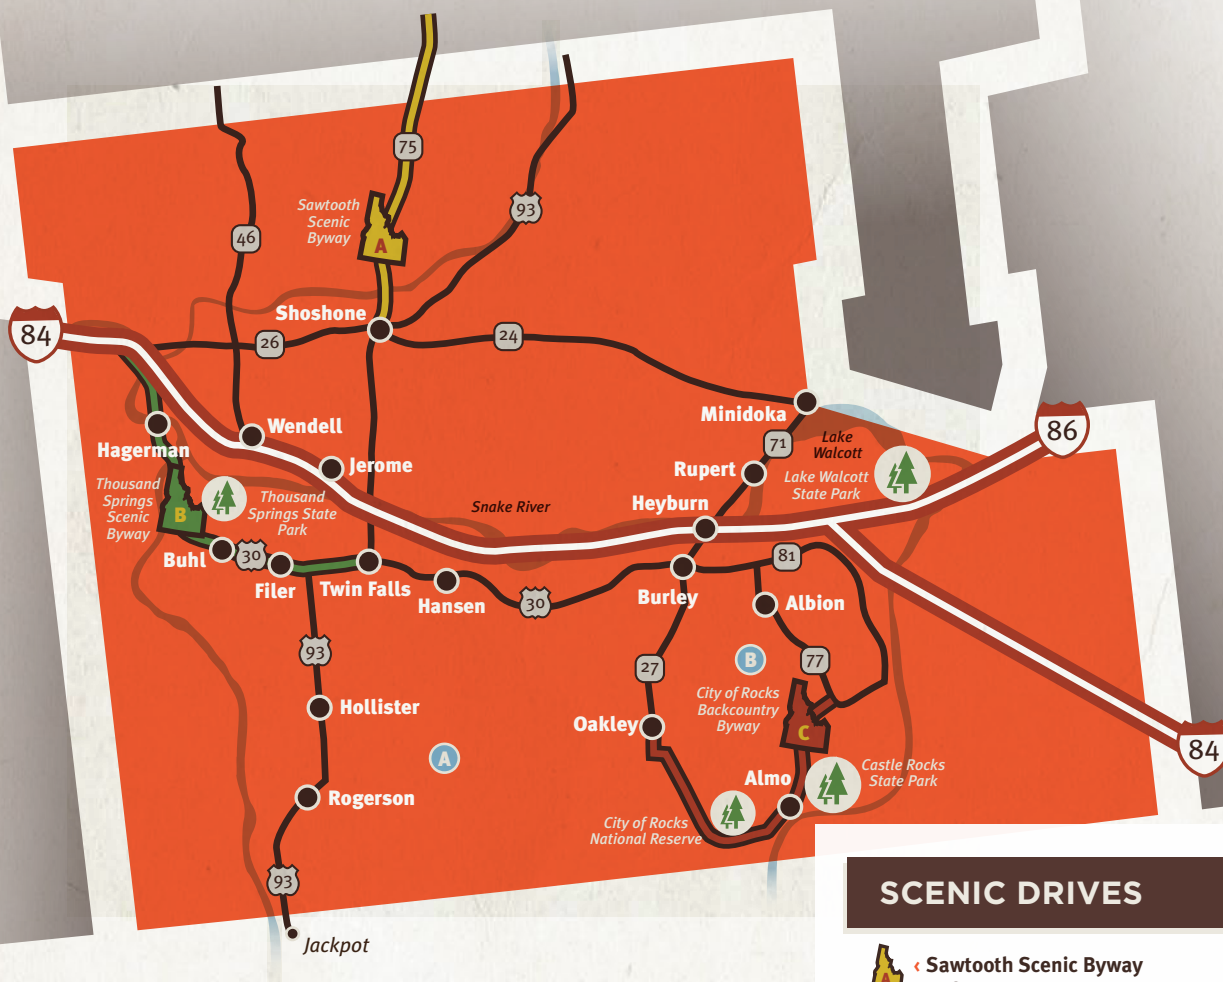 75
Sawtooth
Scenic
Byway
A
93
46
Shoshone
84
26
24
Minidoka
86
Wendell
Hagerman
Jerome
71
Lake
Walcott
Rupert
Lake Walcott
State Park
Thousand
Springs
Scenic
Byway
B
Thousand
Springs State
Park
Snake River
Heyburn
Buhl
30
Filer
Twin Falls
Hansen
30
Burley
81
Albion
93
27
B
77
City of Rocks
Backcountry
Byway
C
Hollister
Oakley
84
A
Almo
Castle Rocks
State Park
Rogerson
City of Rocks
National Reserve
93
Jackpot
SCENIC DRIVES
A
‹ Sawtooth Scenic Byway